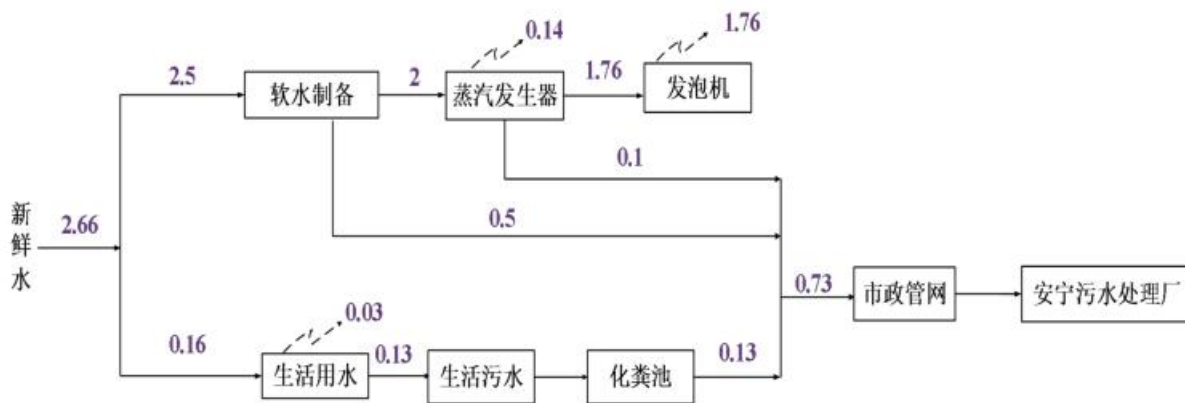 0.14
1.76
2.5
软水制备
2
蒸汽发生器
1.76
发泡机
0.1
新鲜水
2.66
0.5
0.73
市政管网
安宁污水处理厂
0.03
0.16
生活用水
0.13
生活污水
化粪池
0.13